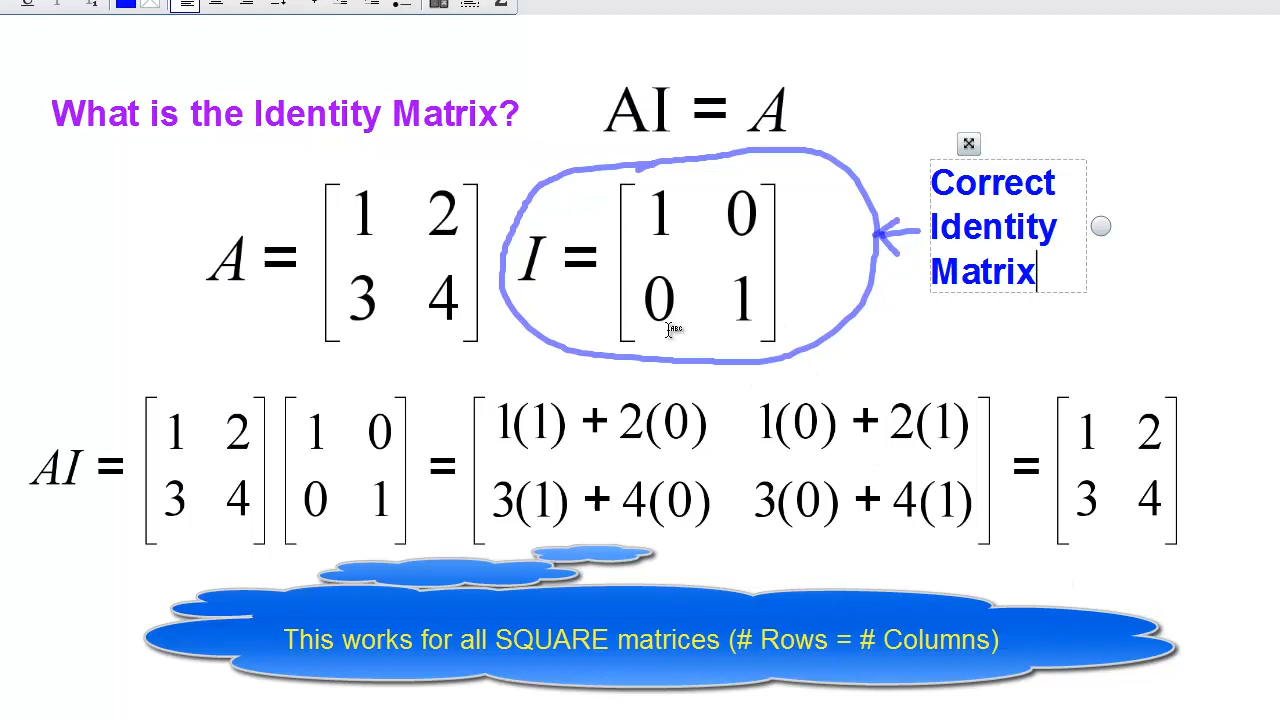 What is the Identity Matrix?
AI = A
A = [1 2
3 4]
I = [1 0
0 1]
Correct
Identity
Matrix
ABC
AI = [1 2
3 4] [1 0
0 1] = [1(1) + 2(0) 1(0) + 2(1)
3(1) + 4(0) 3(0) + 4(1)] = [1 2
3 4]
This works for all SQUARE matrices (# Rows = # Columns)